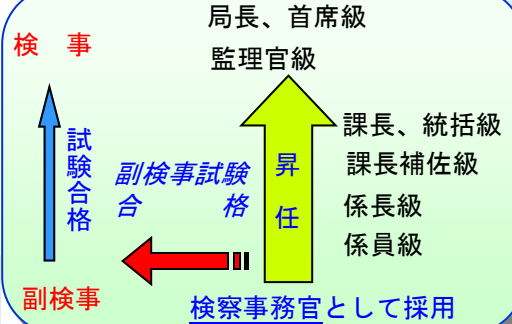 局長、首席級
監理官級
検　事
課長、統括級
課長補佐級
係長級
係員級
昇任
試験合格
副検事試験
合　　　格
副検事
検察事務官として採用